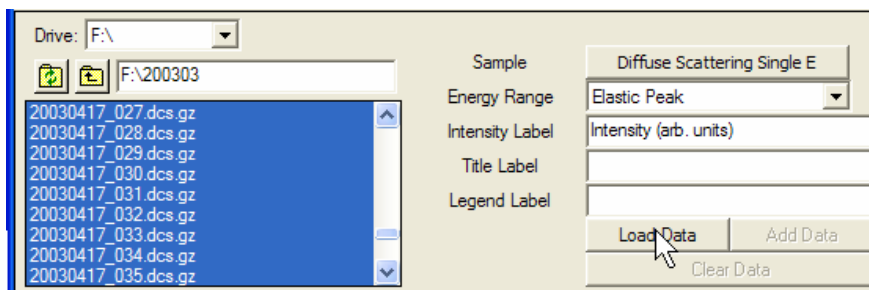 Drive: F:\
F:\200303
20030417_027.dcs.gz
20030417_028.dcs.gz
20030417_029.dcs.gz
20030417_030.dcs.gz
20030417_031.dcs.gz
20030417_032.dcs.gz
20030417_033.dcs.gz
20030417_034.dcs.gz
20030417_035.dcs.gz
Sample Diffuse Scattering Single E
Energy Range Elastic Peak
Intensity Label Intensity (arb. units)
Title Label
Legend Label
Load Data Add Data
Clear Data